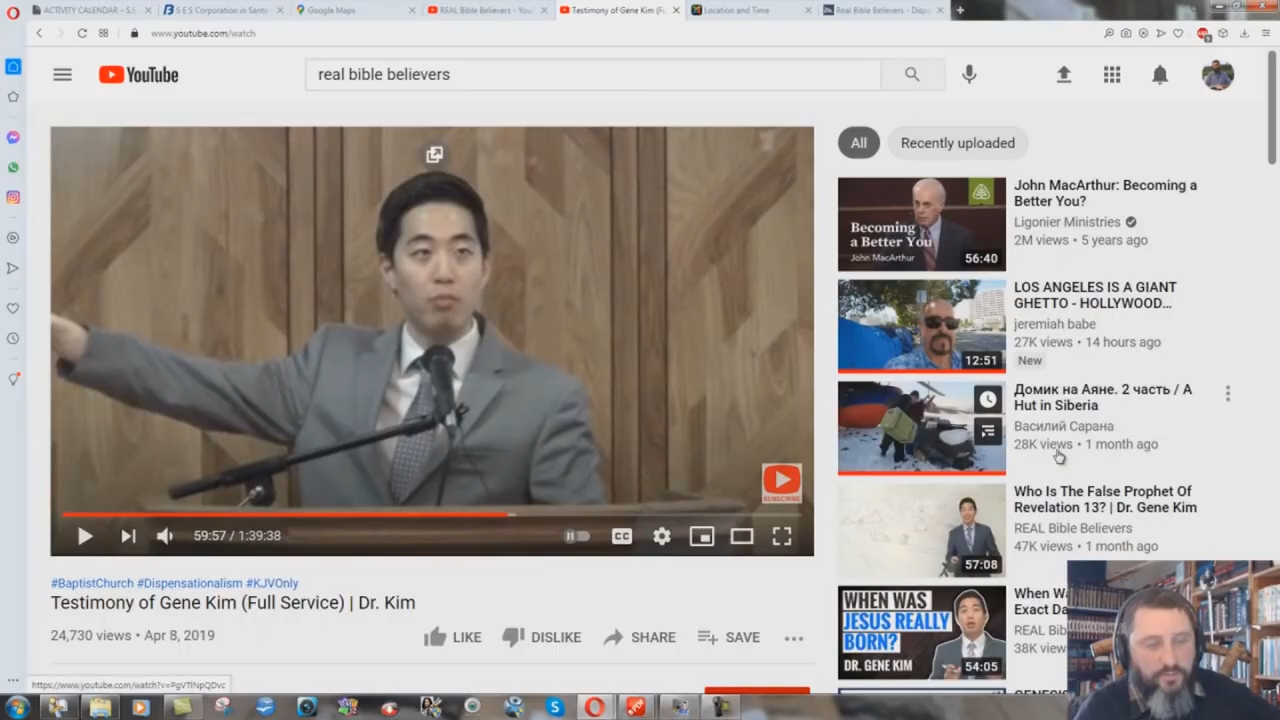 ACTIVITY CALENDAR – S.S
S E S Corporation in Santa
Google Maps
REAL Bible Believers - You
Testimony of Gene Kim (Fu
Location and Time
Real Bible Believers - Disp
www.youtube.com/watch
YouTube
real bible believers
All
Recently uploaded
Becoming
a Better You
John MacArthur
56:40
John MacArthur: Becoming a
Better You?
Ligonier Ministries
2M views • 5 years ago
12:51
LOS ANGELES IS A GIANT
GHETTO - HOLLYWOOD...
jeremiah babe
27K views • 14 hours ago
New
Домик на Аяне. 2 часть / A
Hut in Siberia
Василий Сарана
28K views • 1 month ago
57:08
Who Is The False Prophet Of
Revelation 13? | Dr. Gene Kim
REAL Bible Believers
47K views • 1 month ago
WHEN WAS
JESUS REALLY
BORN?
DR. GENE KIM
54:05
When Wa
Exact Da
REAL Bib
38K view
SUBSCRIBE
59:57 / 1:39:38
CC
#BaptistChurch #Dispensationalism #KJVOnly
Testimony of Gene Kim (Full Service) | Dr. Kim
24,730 views • Apr 8, 2019
LIKE
DISLIKE
SHARE
SAVE
https://www.youtube.com/watch?v=PgVTlNpQDvc